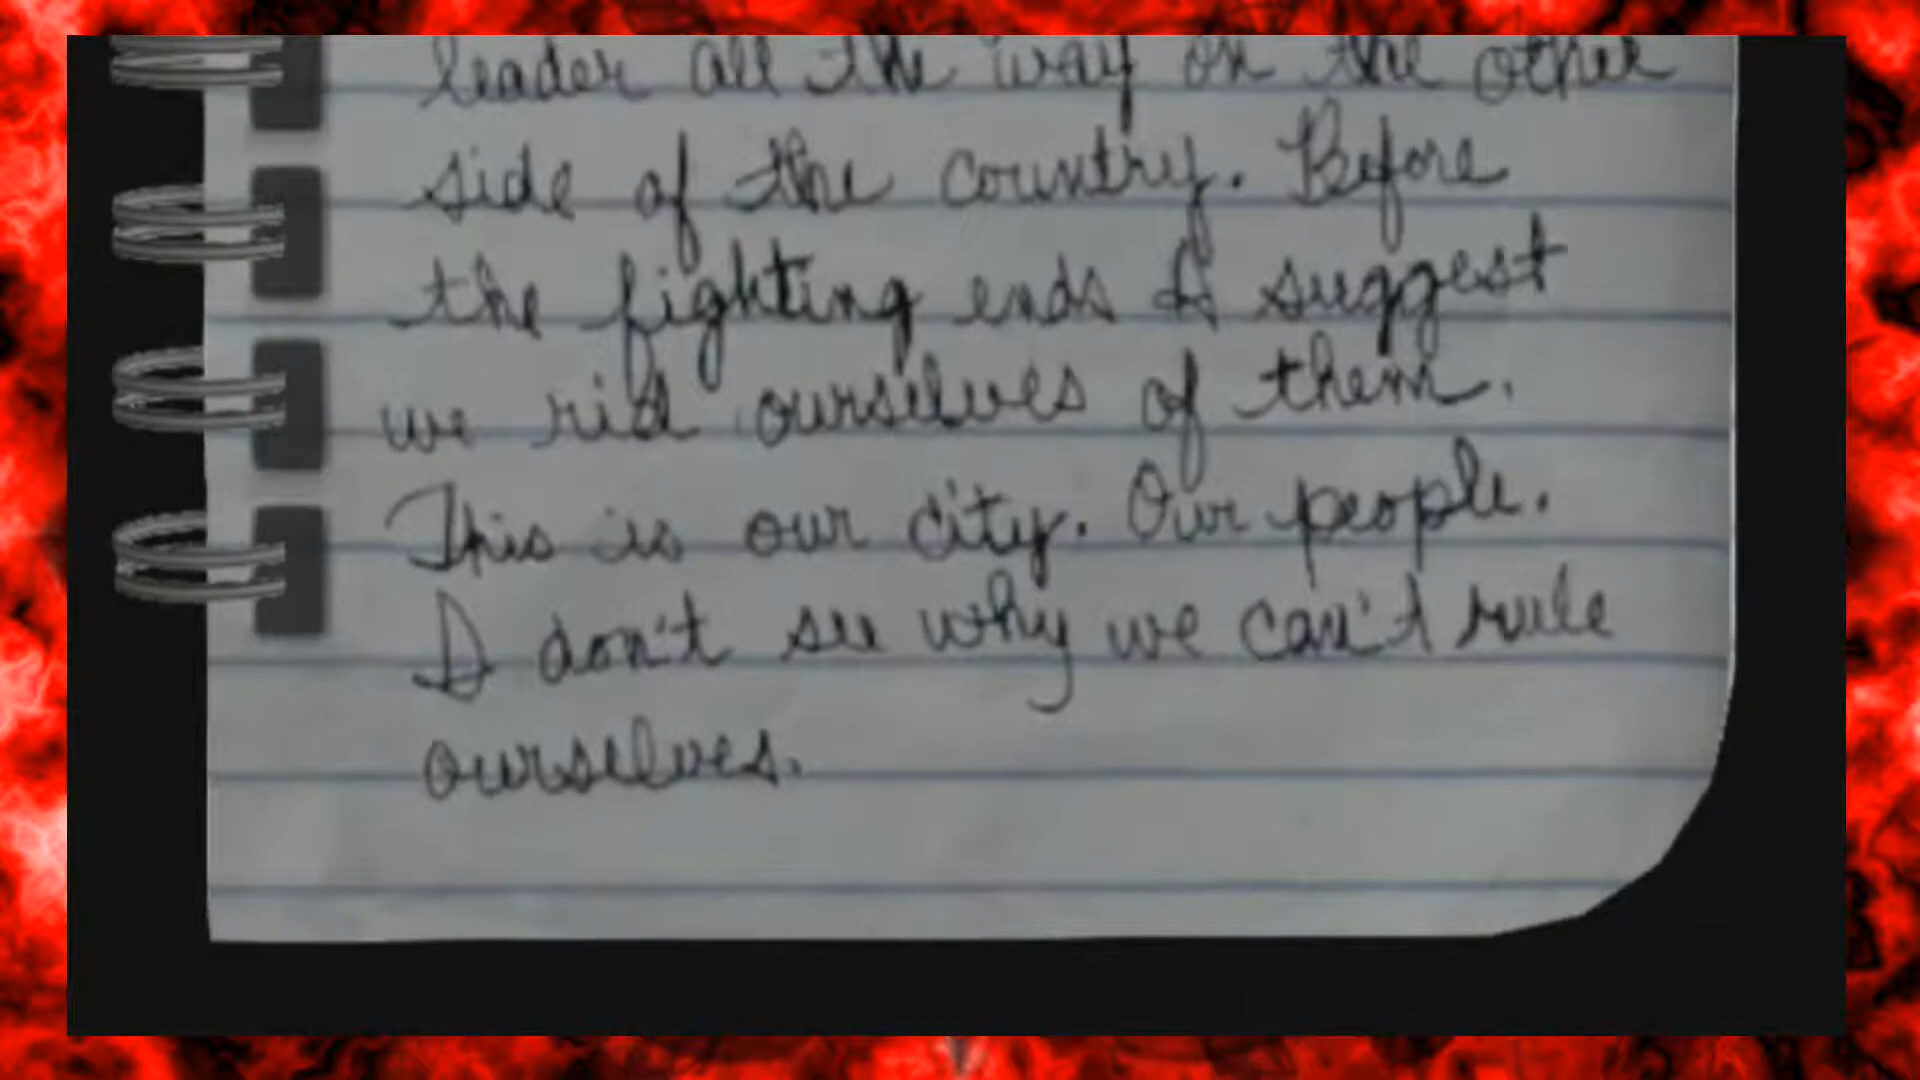 leader all the way on the other
side of the country. Before
the fighting ends I suggest
we rid ourselves of them.
This is our city. Our people.
I don't see why we can't rule
ourselves.